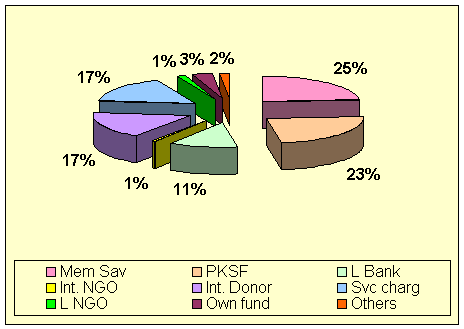 1% 3% 2%
17% 25%
17% 23%
1% 11%
Mem Sav PKSF L Bank
Int. NGO Int. Donor Svc charg
L NGO Own fund Others